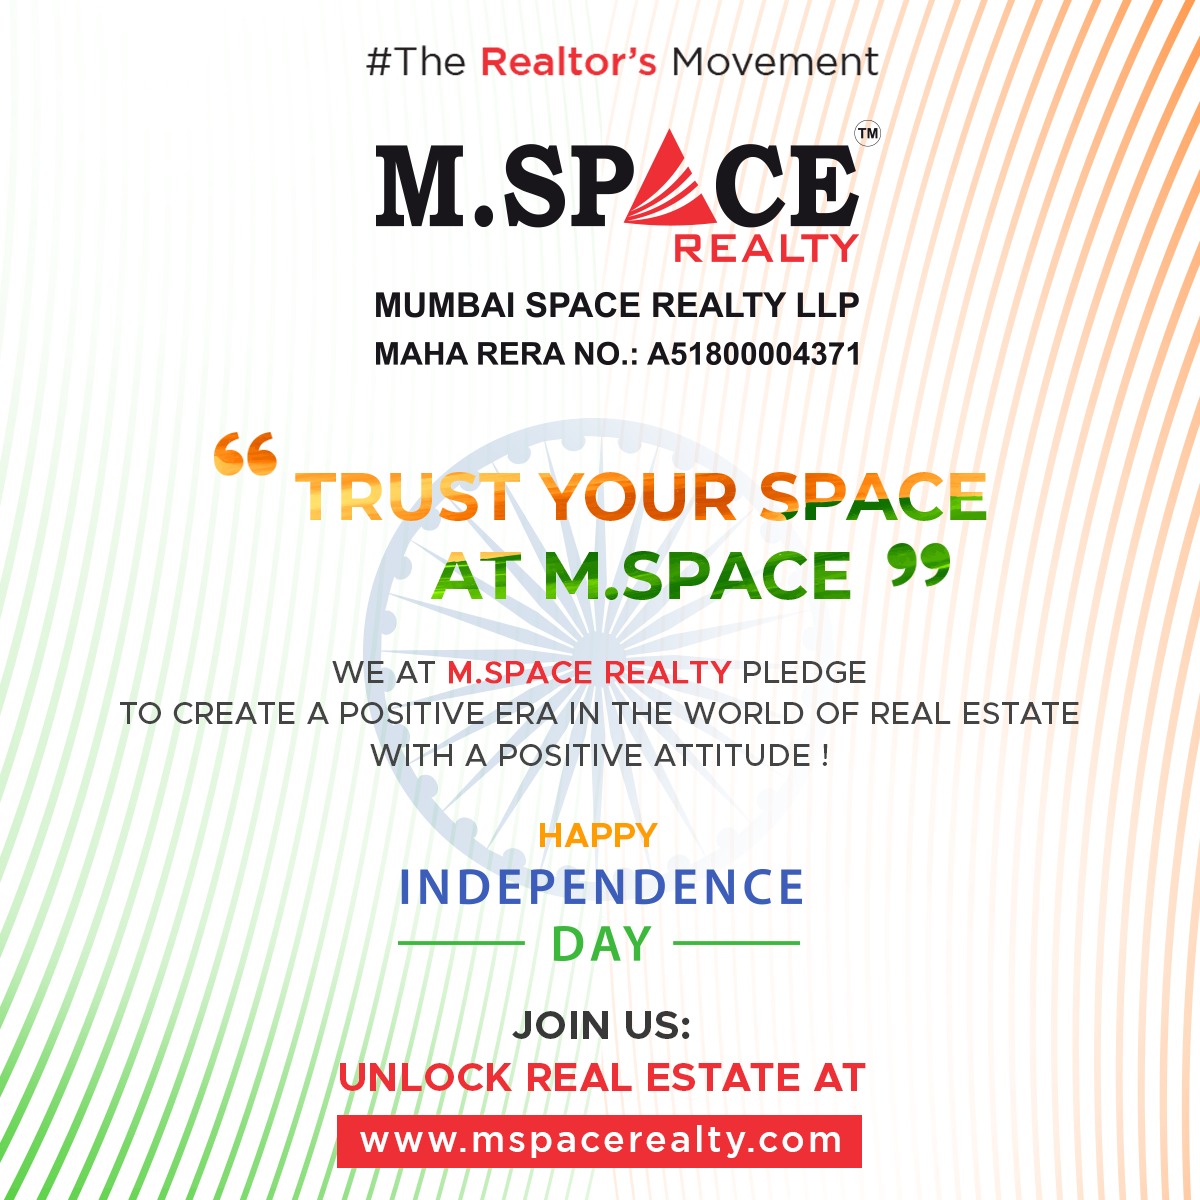 #The Realtor's Movement
M.SPACE TM
REALTY
MUMBAI SPACE REALTY LLP
MAHA RERA NO.: A51800004371
“ TRUST YOUR SPACE
AT M.SPACE ”
WE AT M.SPACE REALTY PLEDGE
TO CREATE A POSITIVE ERA IN THE WORLD OF REAL ESTATE
WITH A POSITIVE ATTITUDE !
HAPPY
INDEPENDENCE
DAY
JOIN US:
UNLOCK REAL ESTATE AT
www.mspacerealty.com